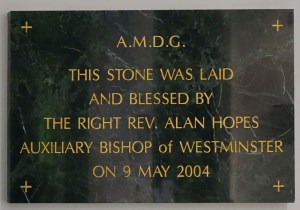 A.M.D.G.
THIS STONE WAS LAID
AND BLESSED BY
THE RIGHT REV. ALAN HOPES
AUXILIARY BISHOP of WESTMINSTER
ON 9 MAY 2004